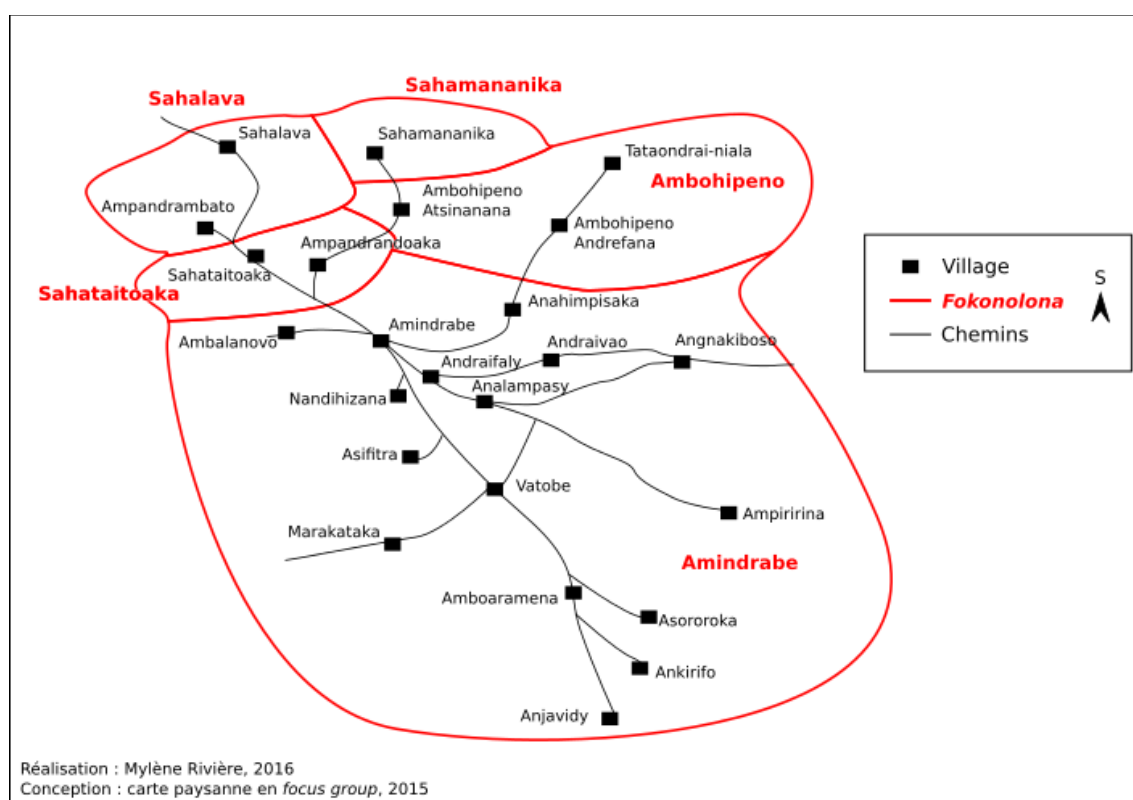 Sahamananika
Sahalava
Sahalava
Sahamananika
Tataondrai-niala
Ambohipeno
Ambohipeno
Atsinanana
Ampandrambato
Ambohipeno
Andrefana
Ampandrandoaka
Sahataitoaka
Sahataitoaka
Anahimpisaka
Amindrabe
Ambalanovo
Andraivao
Angnakiboso
Andraifaly
Analampasy
Nandihizana
Asifitra
Vatobe
Ampiririna
Marakataka
Amindrabe
Amboaramena
Asororoka
Ankirifo
Anjavidy
Village
S
Fokonolona
Chemins
Réalisation : Mylène Rivière, 2016
Conception : carte paysanne en focus group, 2015